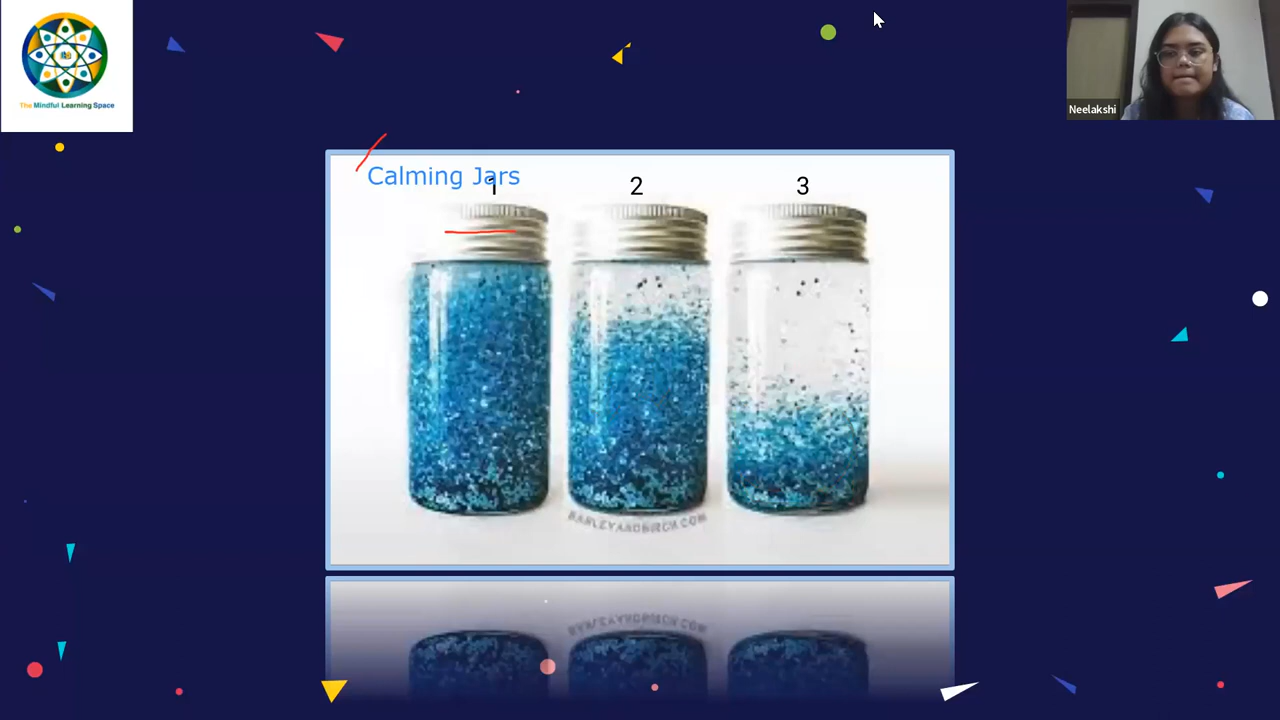 The Mindful Learning Space
Neelakshi
Calming Jars
1 2 3
BARLEYANDBIRCH.COM